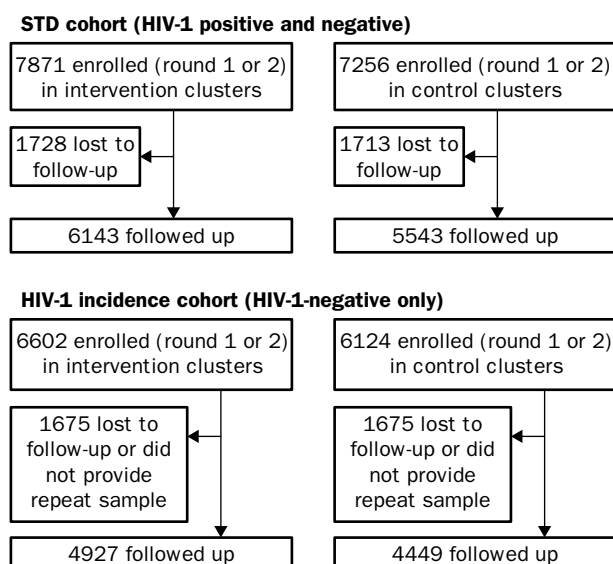 STD cohort (HIV-1 positive and negative)
7871 enrolled (round 1 or 2)
in intervention clusters
7256 enrolled (round 1 or 2)
in control clusters
1728 lost to
follow-up
1713 lost to
follow-up
6143 followed up
5543 followed up
HIV-1 incidence cohort (HIV-1-negative only)
6602 enrolled (round 1 or 2)
in intervention clusters
6124 enrolled (round 1 or 2)
in control clusters
1675 lost to
follow-up or did
not provide
repeat sample
1675 lost to
follow-up or did
not provide
repeat sample
4927 followed up
4449 followed up